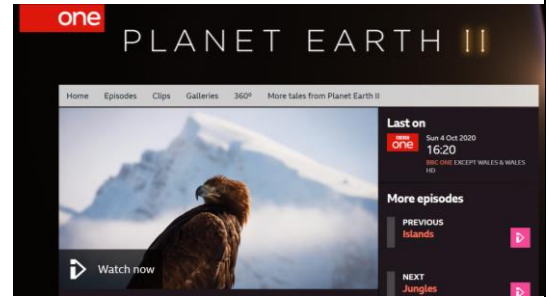 one
PLANET EARTH II
Home Episodes Clips Galleries 360° More tales from Planet Earth II
Last on
BBC
one
Sun 4 Oct 2020
16:20
BBC ONE EXCEPT WALES & WALES
HD
More episodes
PREVIOUS
Islands
Watch now
NEXT
Jungles